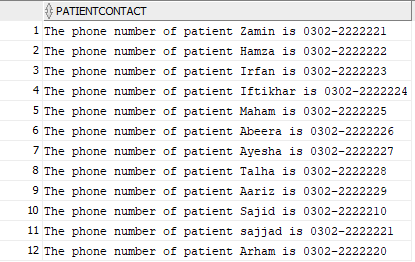 PATIENTCONTACT
1 The phone number of patient Zamin is 0302-2222221
2 The phone number of patient Hamza is 0302-2222222
3 The phone number of patient Irfan is 0302-2222223
4 The phone number of patient Iftikhar is 0302-2222224
5 The phone number of patient Maham is 0302-2222225
6 The phone number of patient Abeera is 0302-2222226
7 The phone number of patient Ayesha is 0302-2222227
8 The phone number of patient Talha is 0302-2222228
9 The phone number of patient Aariz is 0302-2222229
10 The phone number of patient Sajid is 0302-2222210
11 The phone number of patient sajjad is 0302-2222221
12 The phone number of patient Arham is 0302-2222220